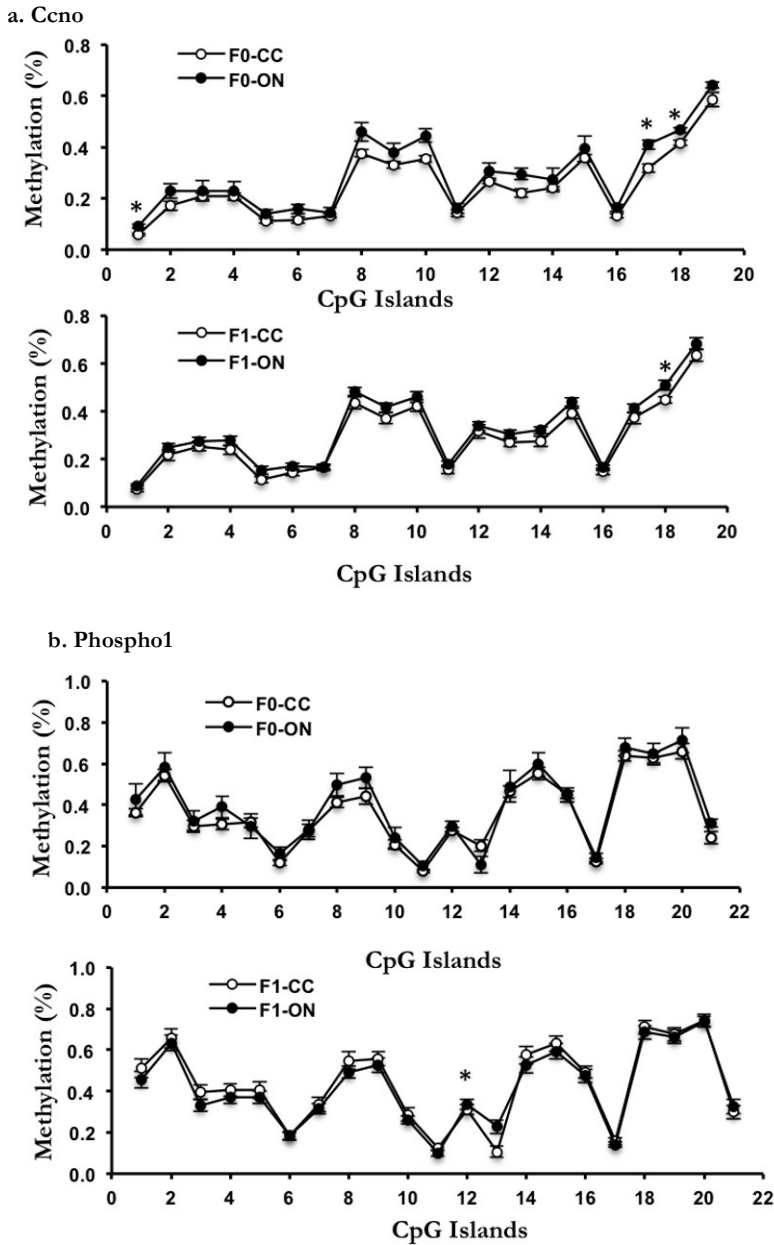 a. Ccno
0.8
F0-CC
F0-ON
0.6
0.4
0.2
0.0
Methylation (%)
*
*
*
0 2 4 6 8 10 12 14 16 18 20
CpG Islands
0.8
F1-CC
F1-ON
0.6
0.4
0.2
0.0
Methylation (%)
*
0 2 4 6 8 10 12 14 16 18 20
CpG Islands
b. Phospho1
1.0
F0-CC
F0-ON
0.8
0.6
0.4
0.2
0.0
Methylation (%)
0 2 4 6 8 10 12 14 16 18 20 22
CpG Islands
1.0
F1-CC
F1-ON
0.8
0.6
0.4
0.2
0.0
Methylation (%)
*
0 2 4 6 8 10 12 14 16 18 20 22
CpG Islands